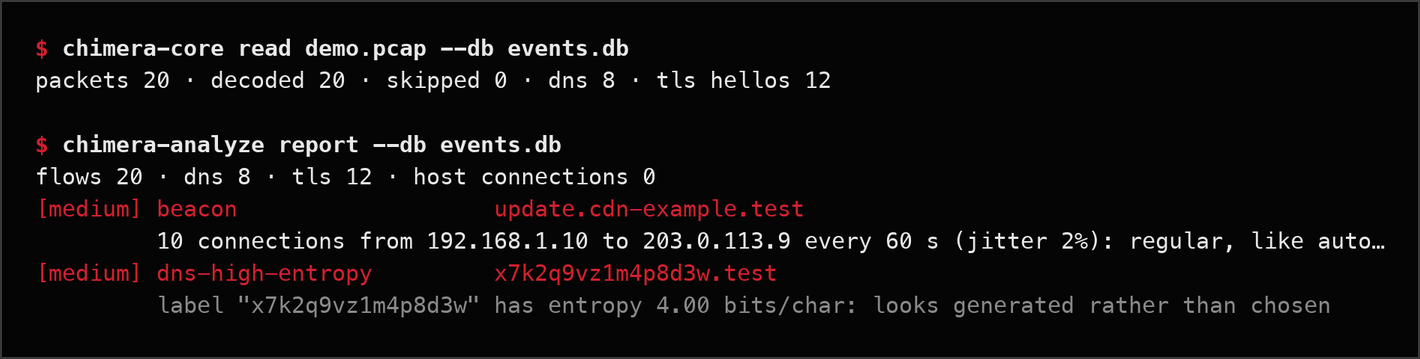 $ chimera-core read demo.pcap --db events.db
packets 20 · decoded 20 · skipped 0 · dns 8 · tls hellos 12
$ chimera-analyze report --db events.db
flows 20 · dns 8 · tls 12 · host connections 0
[medium] beacon update.cdn-example.test
10 connections from 192.168.1.10 to 203.0.113.9 every 60 s (jitter 2%): regular, like auto…
[medium] dns-high-entropy x7k2q9vz1m4p8d3w.test
label "x7k2q9vz1m4p8d3w" has entropy 4.00 bits/char: looks generated rather than chosen